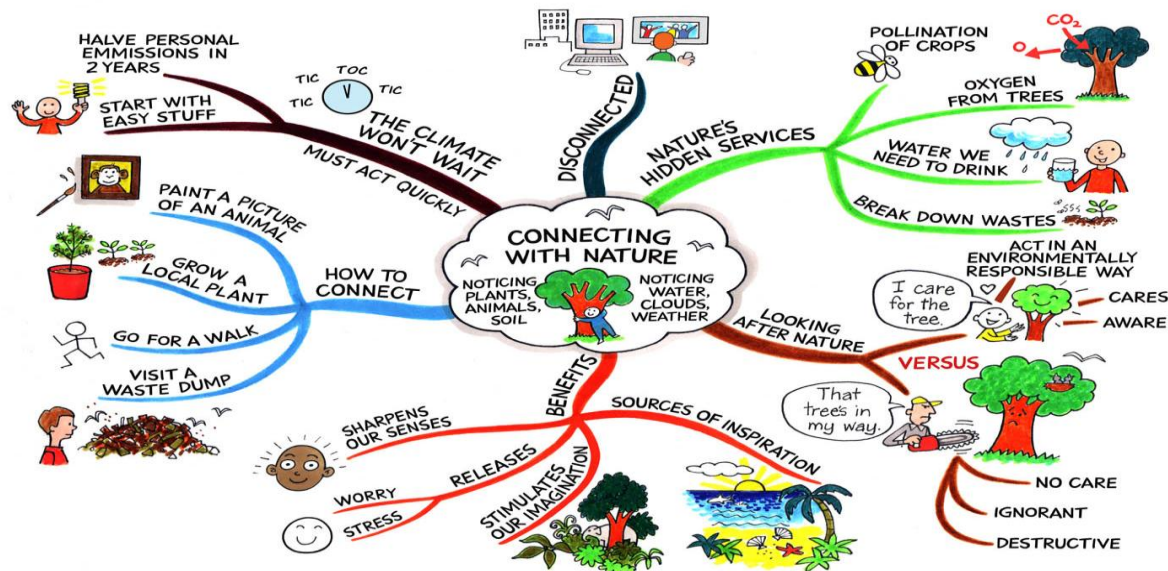 CONNECTING
WITH NATURE
NOTICING
PLANTS,
ANIMALS,
SOIL
NOTICING
WATER,
CLOUDS,
WEATHER
DISCONNECTED
NATURE'S
HIDDEN SERVICES
POLLINATION
OF CROPS
CO₂
O
OXYGEN
FROM TREES
WATER WE
NEED TO DRINK
BREAK DOWN WASTES
LOOKING
AFTER NATURE
ACT IN AN
ENVIRONMENTALLY
RESPONSIBLE WAY
I care
for the
tree.
CARES
AWARE
VERSUS
That
tree's in
my way.
NO CARE
IGNORANT
DESTRUCTIVE
BENEFITS
SOURCES OF INSPIRATION
STIMULATES
OUR IMAGINATION
RELEASES
WORRY
STRESS
SHARPENS
OUR SENSES
HOW TO
CONNECT
PAINT A PICTURE
OF AN ANIMAL
GROW A
LOCAL PLANT
GO FOR A WALK
VISIT A
WASTE DUMP
THE CLIMATE
WON'T WAIT
MUST ACT QUICKLY
TIC
TIC
TOC
TIC
HALVE PERSONAL
EMMISSIONS IN
2 YEARS
START WITH
EASY STUFF